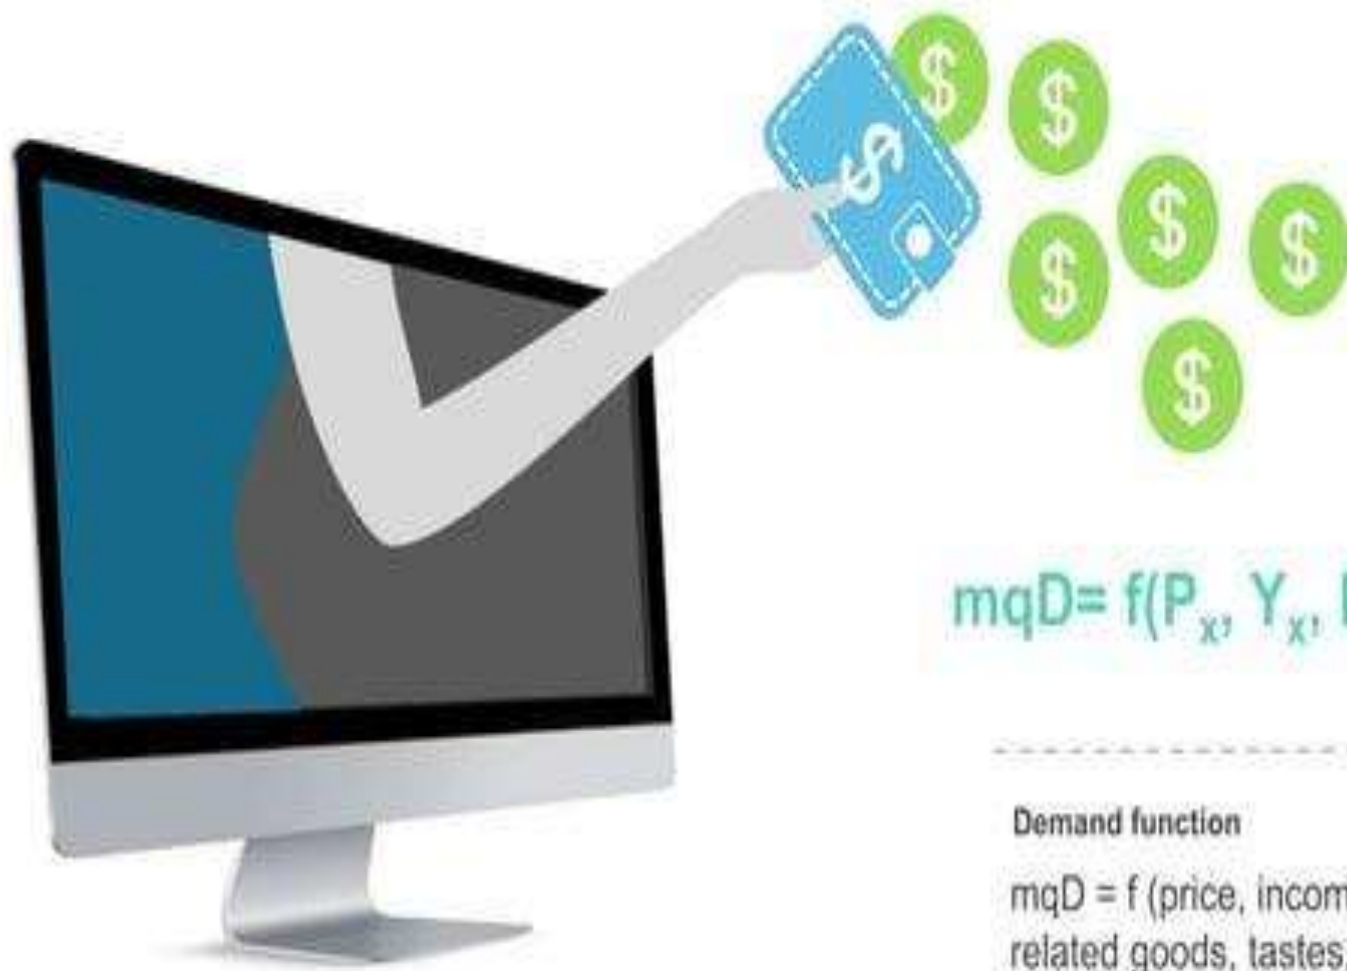 $
$
$
$
$
$
$
mqD= f(Pₓ, Yₓ,
Demand function
mqD = f (price, incom
related goods, tastes,